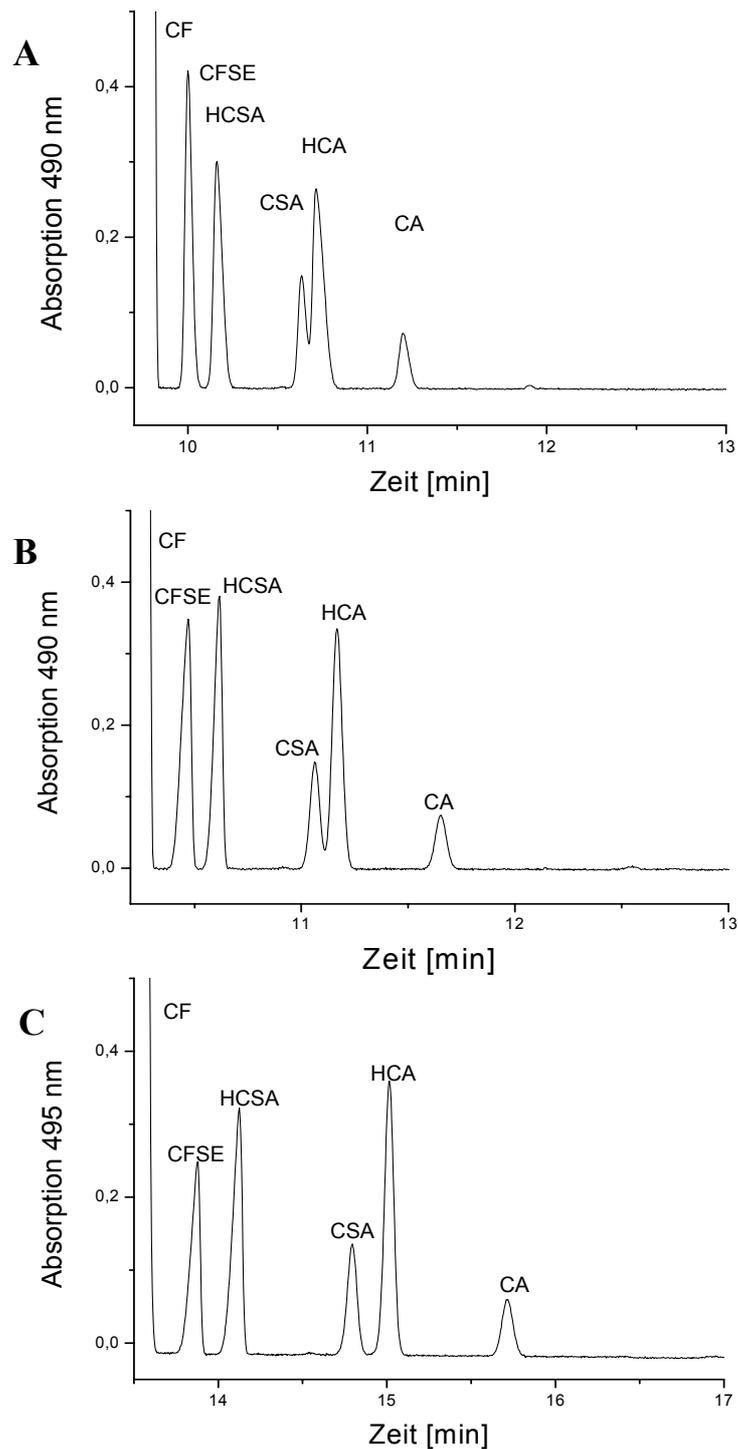 A
CF
CFSE
HCSA
HCA
CSA
CA
0,4
0,2
0,0
Absorption 490 nm
10 11 12 13
Zeit [min]
B
CF
CFSE HCSA
HCA
CSA
CA
0,4
0,2
0,0
Absorption 490 nm
11 12 13
Zeit [min]
C
CF
HCA
HCSA
CFSE
CSA
CA
0,4
0,2
0,0
Absorption 495 nm
14 15 16 17
Zeit [min]